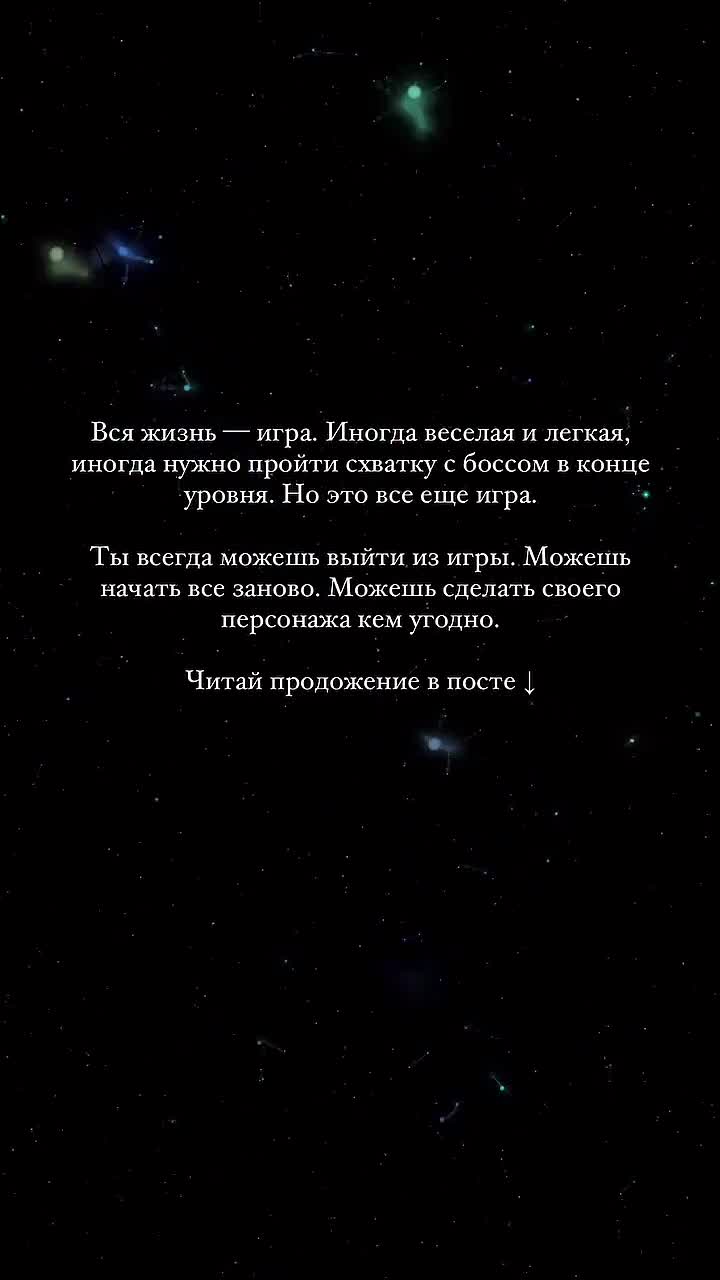 Вся жизнь — игра. Иногда веселая и легкая,
иногда нужно пройти схватку с боссом в конце
уровня. Но это все еще игра.
Ты всегда можешь выйти из игры. Можешь
начать все заново. Можешь сделать своего
персонажа кем угодно.
Читай продожение в посте ↓